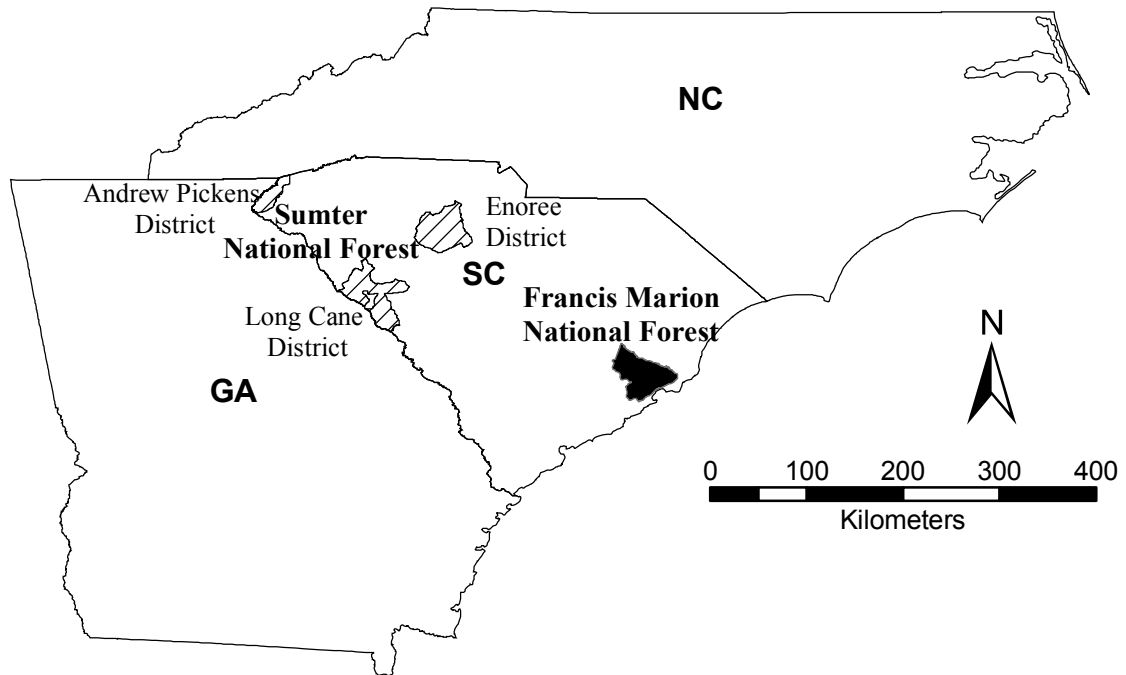 NC
Andrew Pickens
District
Sumter
National Forest
Enoree
District
SC
Long Cane
District
Francis Marion
National Forest
GA
N
0 100 200 300 400
Kilometers